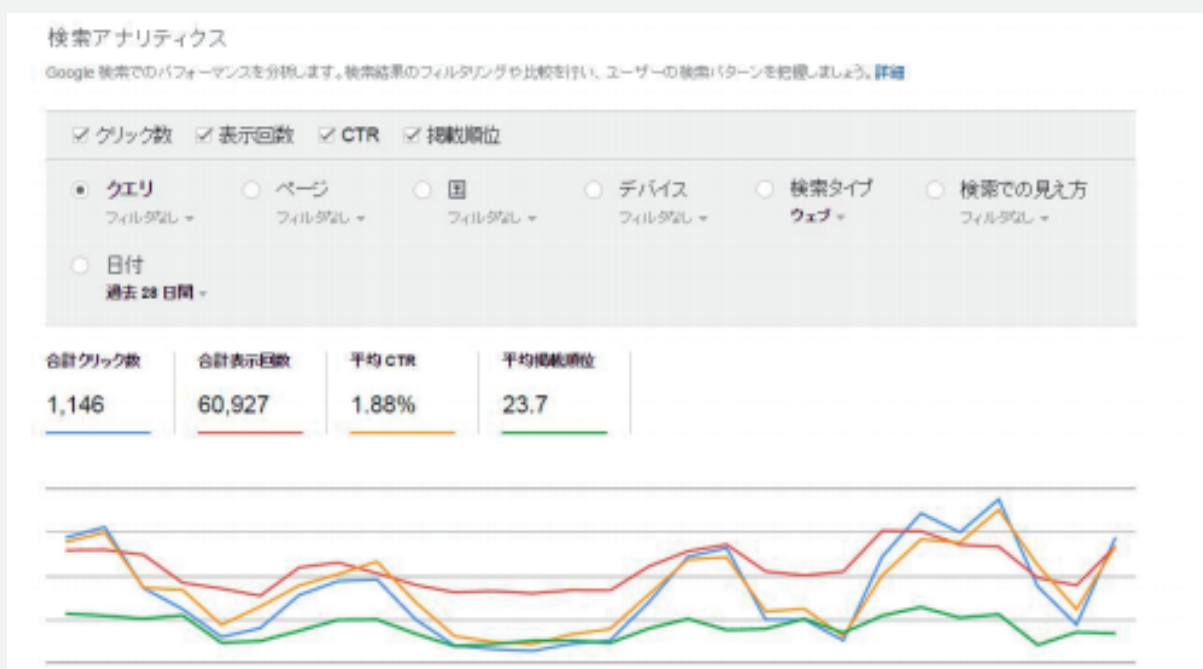 検索アナリティクス
Google 検索でのパフォーマンスを分析します。検索結果のフィルタリングや比較を行い、ユーザーの検索パターンを把握しましょう。詳細
クリック数 表示回数 CTR 掲載順位
クエリ ページ 国 デバイス 検索タイプ 検索での見え方
フィルタなし フィルタなし フィルタなし フィルタなし ウェブ フィルタなし
日付
過去 28 日間
合計クリック数 合計表示回数 平均 CTR 平均掲載順位
1,146 60,927 1.88% 23.7